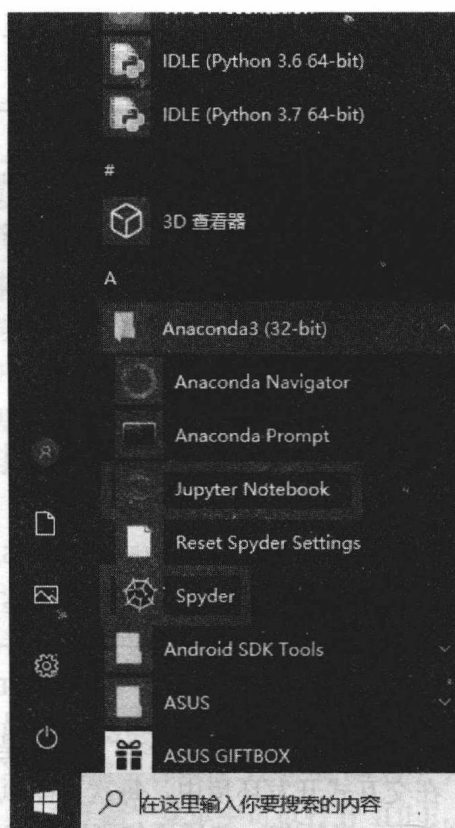 IDLE (Python 3.6 64-bit)
IDLE (Python 3.7 64-bit)
#
3D 查看器
A
Anaconda3 (32-bit)
Anaconda Navigator
Anaconda Prompt
Jupyter Notebook
Reset Spyder Settings
Spyder
Android SDK Tools
ASUS
ASUS GIFTBOX
在这里输入你要搜索的内容